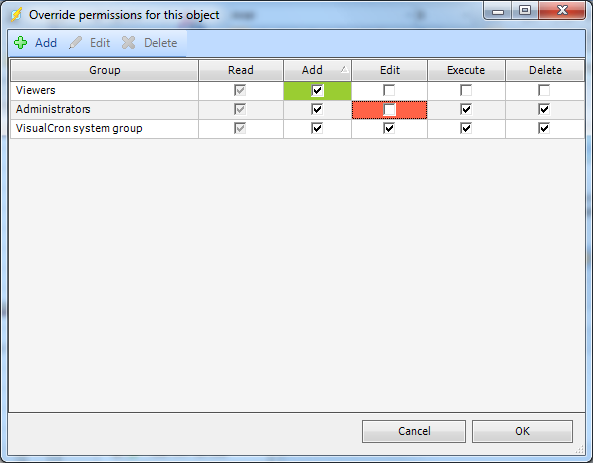 Override permissions for this object
Add Edit Delete
Group Read Add Edit Execute Delete
Viewers
Administrators
VisualCron system group
Cancel OK